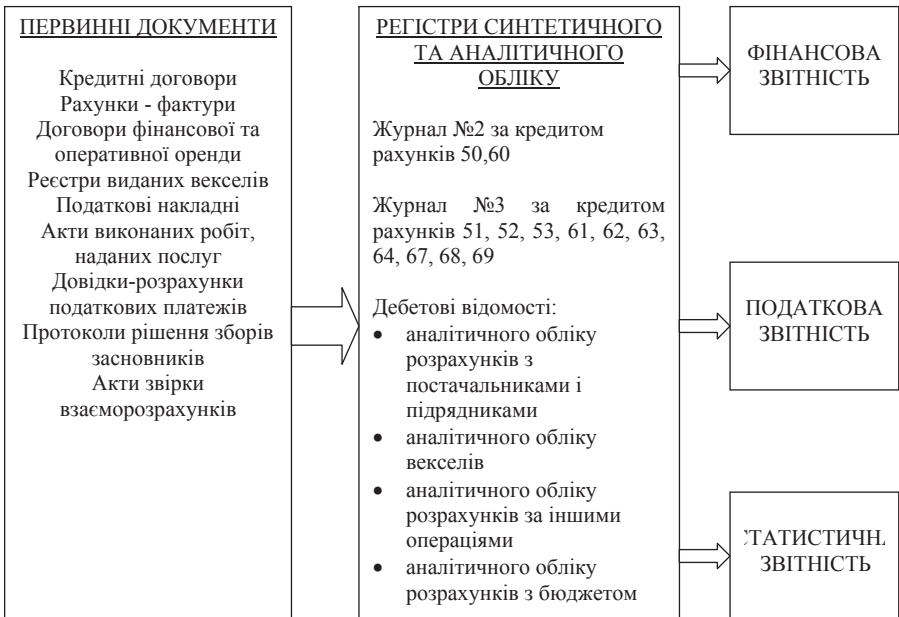 ПЕРВИННІ ДОКУМЕНТИ
Кредитні договори
Рахунки - фактури
Договори фінансової та
оперативної оренди
Реєстри виданих векселів
Податкові накладні
Акти виконаних робіт,
наданих послуг
Довідки-розрахунки
податкових платежів
Протоколи рішення зборів
засновників
Акти звірки
взаєморозрахунків
РЕГІСТРИ СИНТЕТИЧНОГО
ТА АНАЛІТИЧНОГО
ОБЛІКУ
Журнал №2 за кредитом
рахунків 50,60
Журнал №3 за кредитом
рахунків 51, 52, 53, 61, 62, 63,
64, 67, 68, 69
Дебетові відомості:
• аналітичного обліку
розрахунків з
постачальниками і
підрядниками
• аналітичного обліку
векселів
• аналітичного обліку
розрахунків за іншими
операціями
• аналітичного обліку
розрахунків з бюджетом
ФІНАНСОВА
ЗВІТНІСТЬ
ПОДАТКОВА
ЗВІТНІСТЬ
ЗВІТНІСТЬ